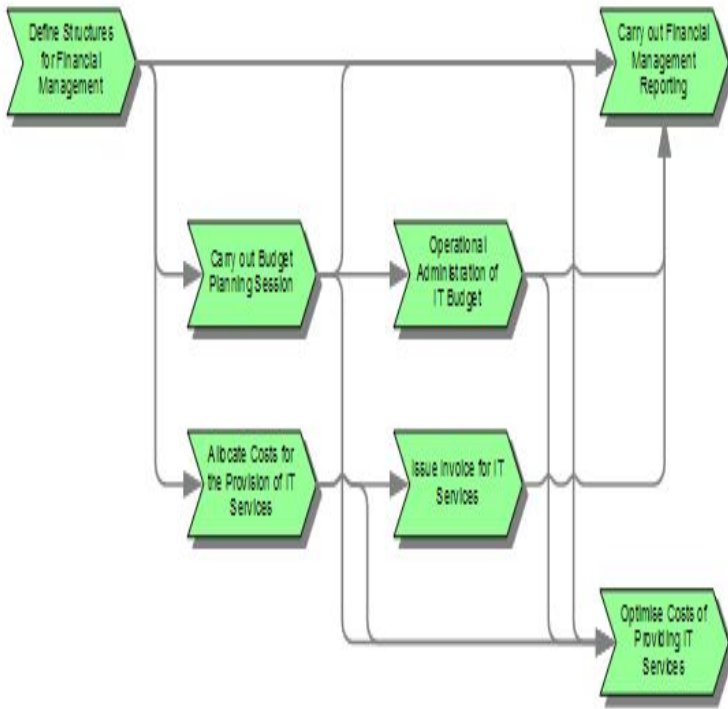 Define Structures
for Financial
Management
Carry out Financial
Management
Reporting
Carry out Budget
Planning Session
Operational
Administration of
IT Budget
Allocate Costs for
the Provision of IT
Services
Issue Invoice for IT
Services
Optimise Costs of
Providing IT
Services